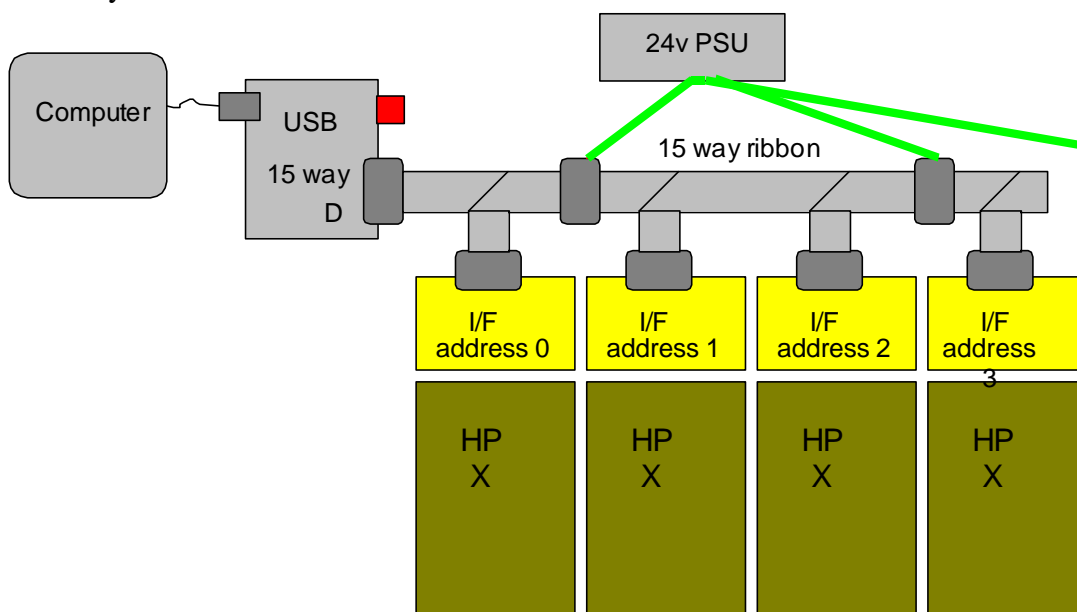 24v PSU
Computer
USB
15 way
D
15 way ribbon
I/F
address 0
I/F
address 1
I/F
address 2
I/F
address
3
HP
X
HP
X
HP
X
HP
X